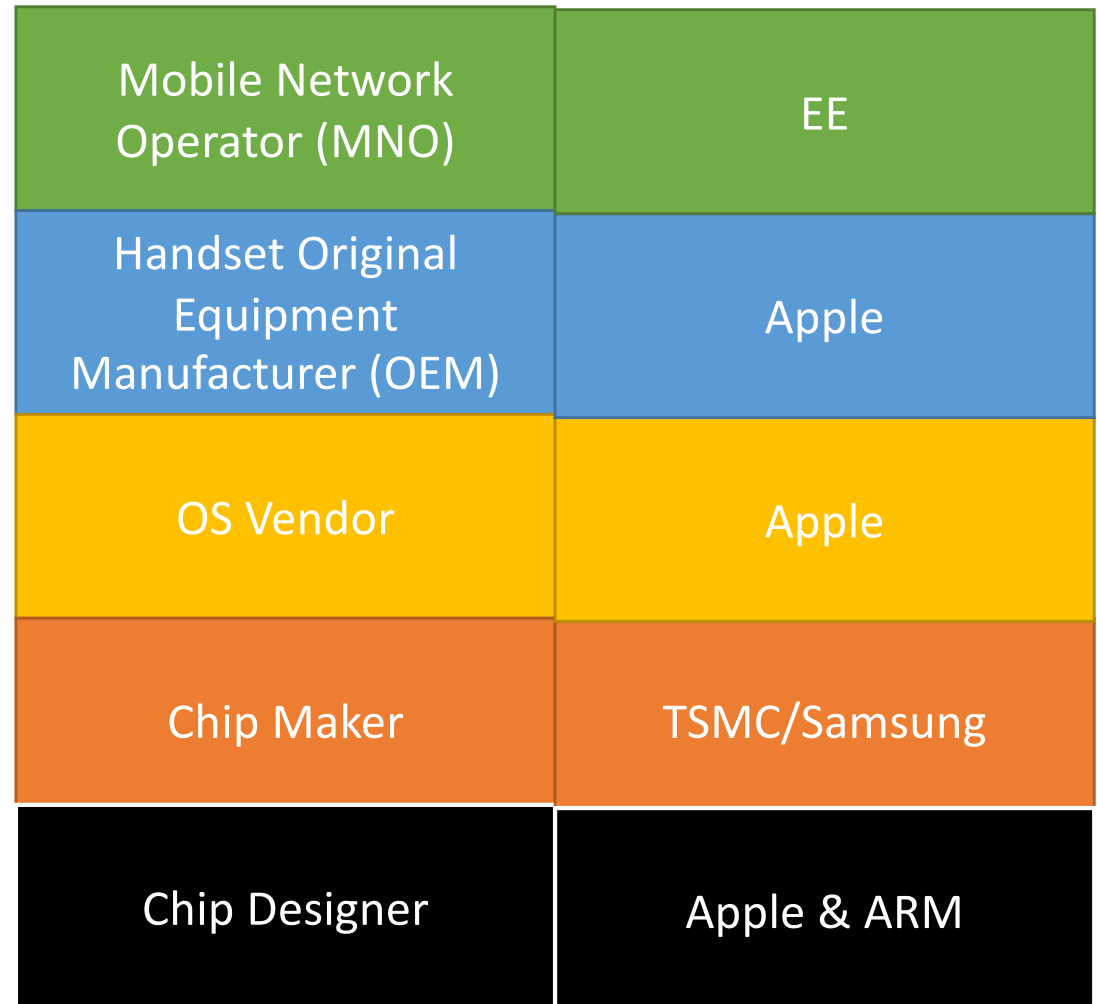 Mobile Network
Operator (MNO)
EE
Handset Original
Equipment
Manufacturer (OEM)
Apple
OS Vendor
Apple
Chip Maker
TSMC/Samsung
Chip Designer
Apple & ARM